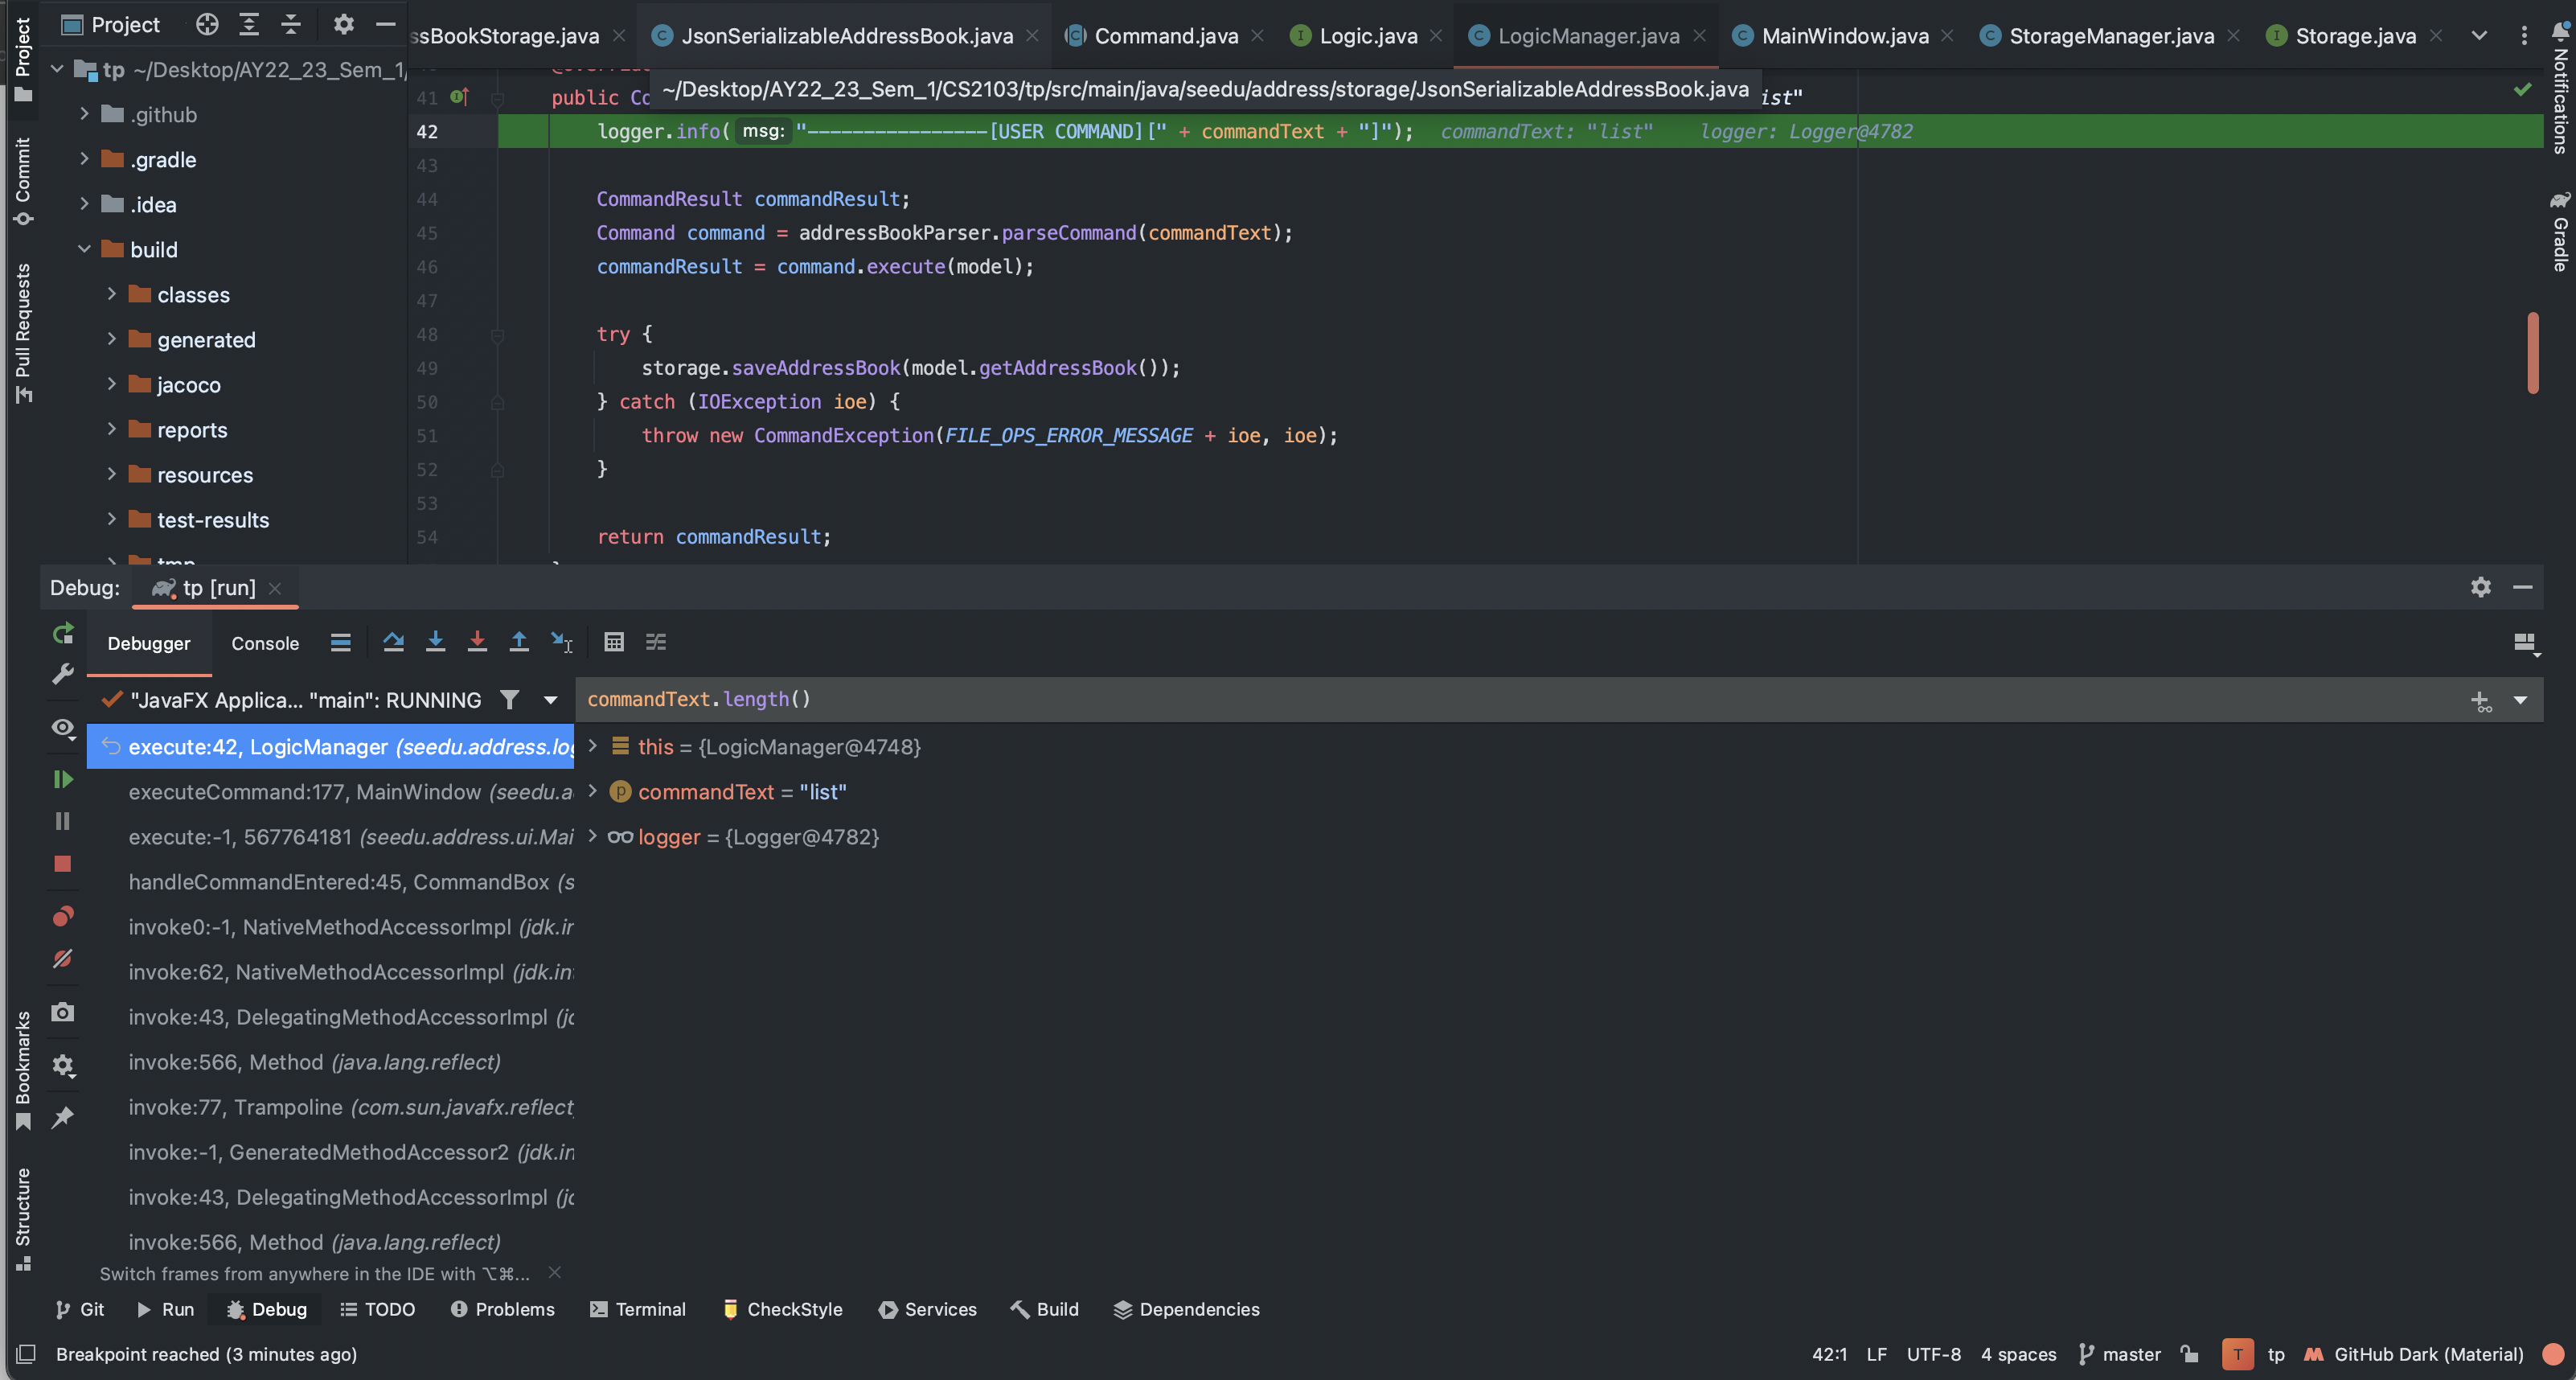 Project
ssBookStorage.java
JsonSerializableAddressBook.java
Command.java
Logic.java
LogicManager.java
MainWindow.java
StorageManager.java
Storage.java
Project
Commit
Pull Requests
Bookmarks
Structure
Notifications
Gradle
tp ~/Desktop/AY22_23_Sem_1/
.github
.gradle
.idea
build
classes
generated
jacoco
reports
resources
test-results
tmp
~/Desktop/AY22_23_Sem_1/CS2103/tp/src/main/java/seedu/address/storage/JsonSerializableAddressBook.java
41 public Co ist"
42 logger.info( msg: "----------------[USER COMMAND][" + commandText + "]"); commandText: "list" logger: Logger@4782
43
44 CommandResult commandResult;
45 Command command = addressBookParser.parseCommand(commandText);
46 commandResult = command.execute(model);
47
48 try {
49 storage.saveAddressBook(model.getAddressBook());
50 } catch (IOException ioe) {
51 throw new CommandException(FILE_OPS_ERROR_MESSAGE + ioe, ioe);
52 }
53
54 return commandResult;
Debug: tp [run]
Debugger Console
"JavaFX Applica... "main": RUNNING
commandText.length()
execute:42, LogicManager (seedu.address.log
executeCommand:177, MainWindow (seedu.a
execute:-1, 567764181 (seedu.address.ui.Mai
handleCommandEntered:45, CommandBox (s
invoke0:-1, NativeMethodAccessorImpl (jdk.ir
invoke:62, NativeMethodAccessorImpl (jdk.in
invoke:43, DelegatingMethodAccessorImpl (jd
invoke:566, Method (java.lang.reflect)
invoke:77, Trampoline (com.sun.javafx.reflect
invoke:-1, GeneratedMethodAccessor2 (jdk.in
invoke:43, DelegatingMethodAccessorImpl (jd
invoke:566, Method (java.lang.reflect)
Switch frames from anywhere in the IDE with ⌥⌘...
this = {LogicManager@4748}
commandText = "list"
logger = {Logger@4782}
Git Run Debug TODO Problems Terminal CheckStyle Services Build Dependencies
Breakpoint reached (3 minutes ago)
42:1 LF UTF-8 4 spaces master T tp GitHub Dark (Material)